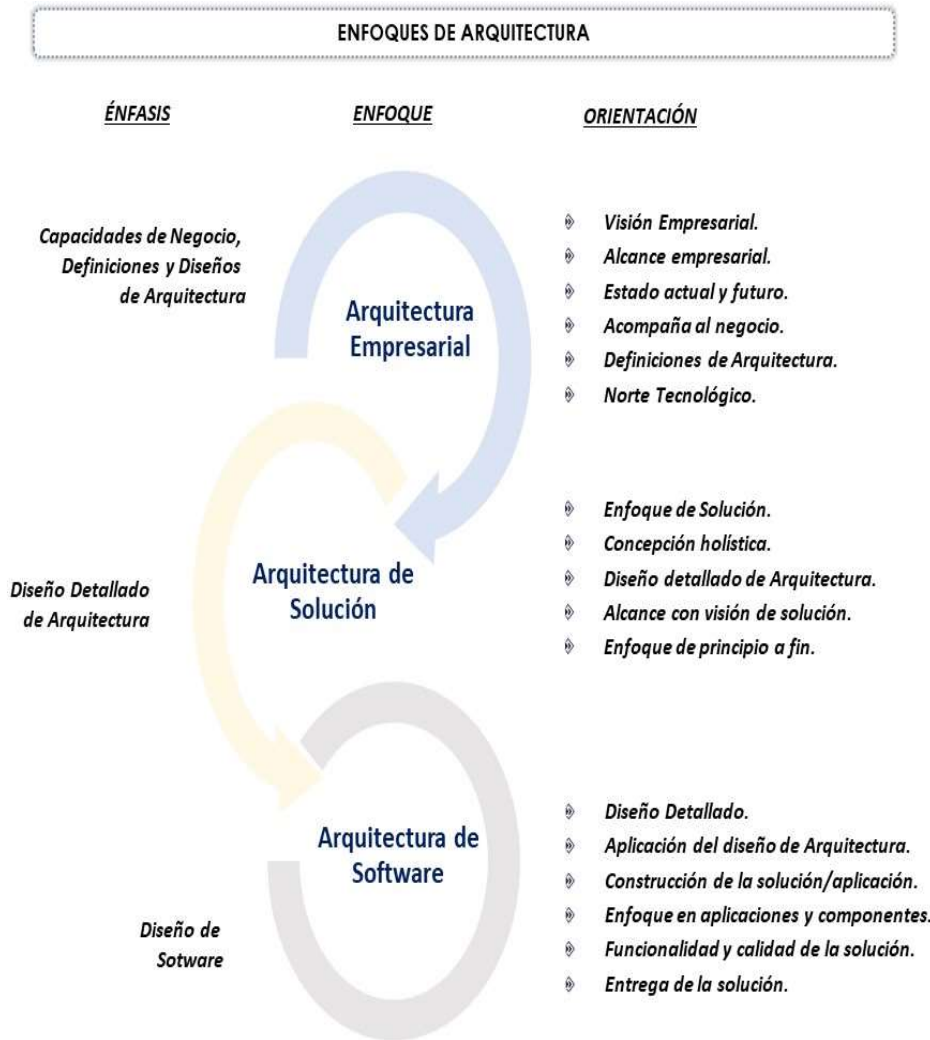 ENFOQUES DE ARQUITECTURA
ÉNFASIS
ENFOQUE
ORIENTACIÓN
Capacidades de Negocio,
Definiciones y Diseños
de Arquitectura
Arquitectura
Empresarial
Visión Empresarial.
Alcance empresarial.
Estado actual y futuro.
Acompaña al negocio.
Definiciones de Arquitectura.
Norte Tecnológico.
Diseño Detallado
de Arquitectura
Arquitectura de
Solución
Enfoque de Solución.
Concepción holística.
Diseño detallado de Arquitectura.
Alcance con visión de solución.
Enfoque de principio a fin.
Diseño de
Sotware
Arquitectura de
Software
Diseño Detallado.
Aplicación del diseño de Arquitectura.
Construcción de la solución/aplicación.
Enfoque en aplicaciones y componentes.
Funcionalidad y calidad de la solución.
Entrega de la solución.